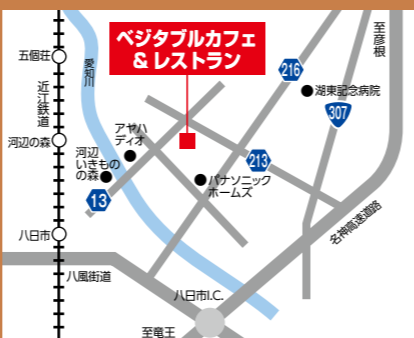 ベジタブルカフェ
&レストラン
至彦根
五個荘
愛知川
216
湖東記念病院
307
近江鉄道
河辺の森
アヤハ
ディオ
河辺
いきもの
の森
213
パナソニック
ホームズ
13
八日市
名神高速道路
八風街道
八日市I.C.
至竜王